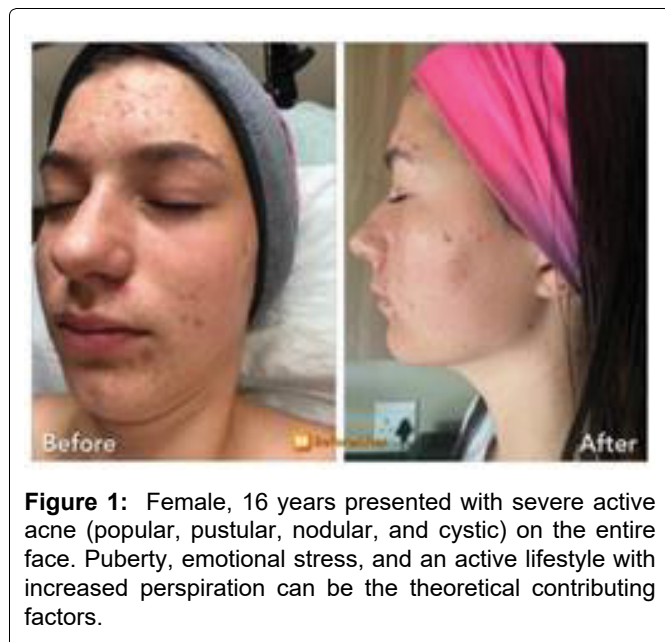 Before
After
Figure 1: Female, 16 years presented with severe active
acne (popular, pustular, nodular, and cystic) on the entire
face. Puberty, emotional stress, and an active lifestyle with
increased perspiration can be the theoretical contributing
factors.